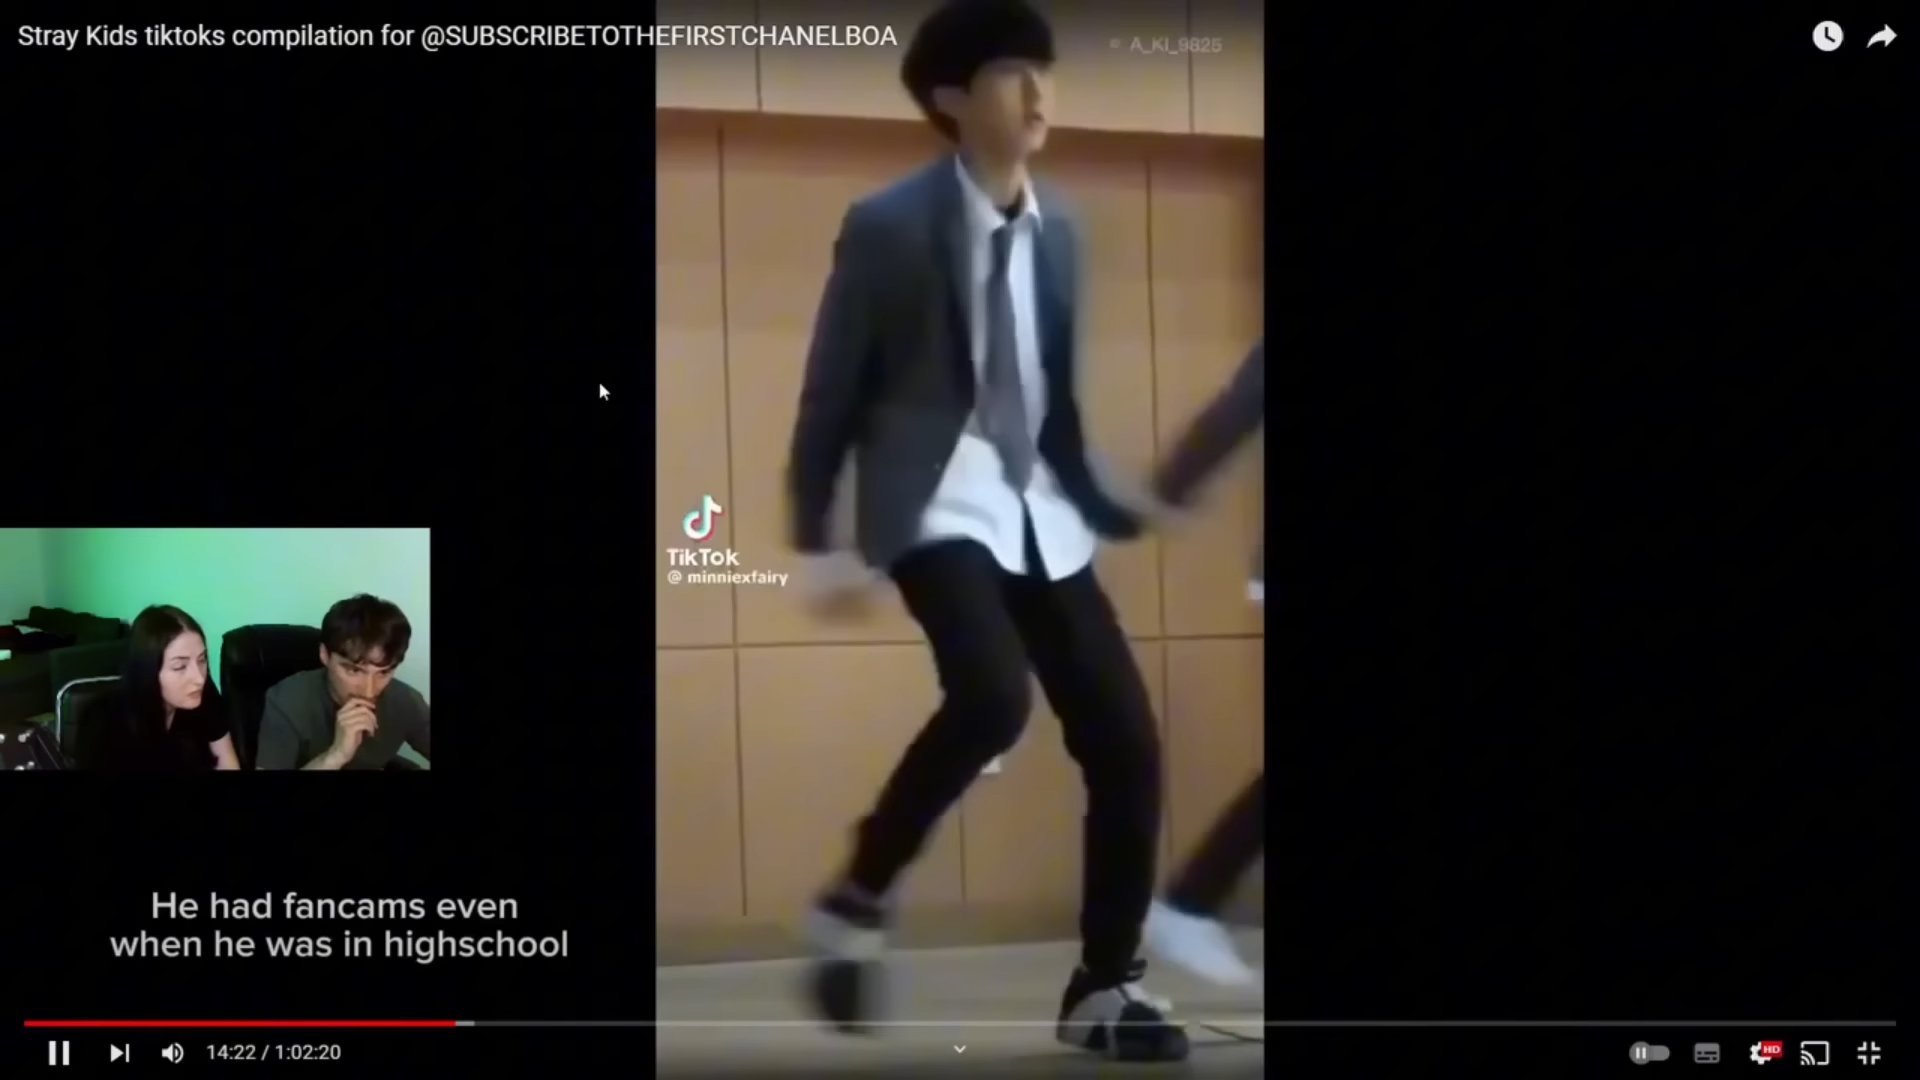 Stray Kids tiktoks compilation for @SUBSCRIBETOTHEFIRSTCHANELBOA
A_KI_9825
TikTok
@ minniexfairy
He had fancams even
when he was in highschool
14:22 / 1:02:20
HD